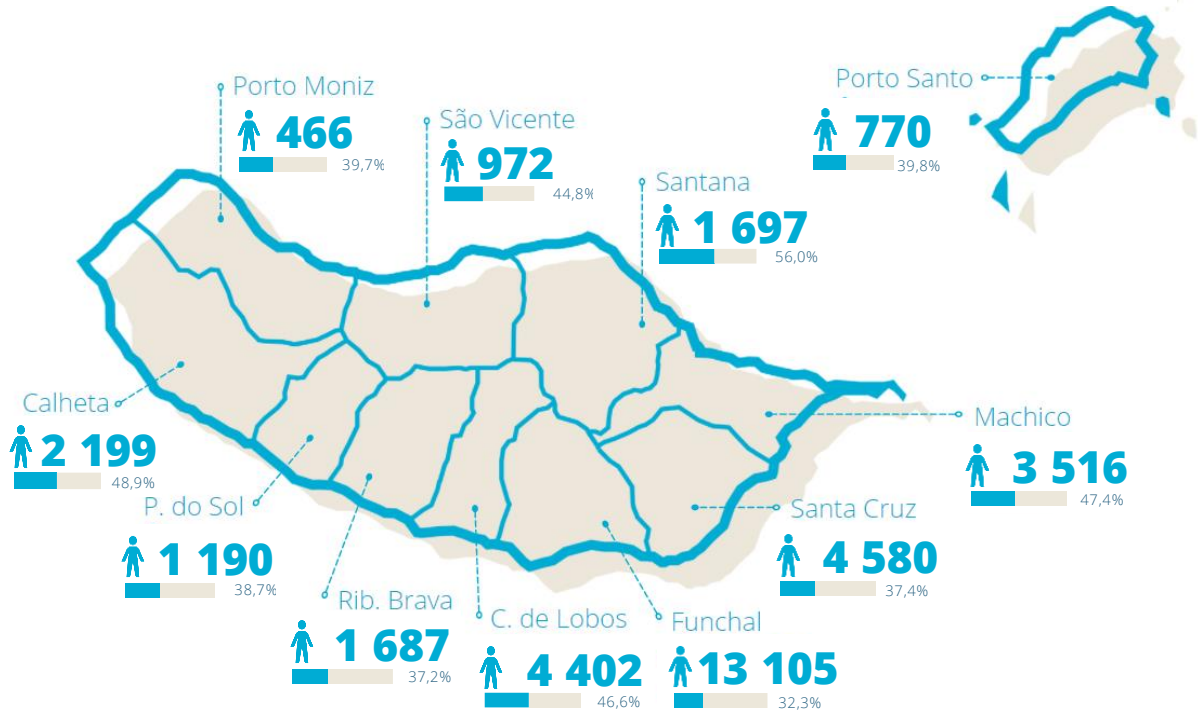 Porto Moniz
466
39,7%
São Vicente
972
44,8%
Porto Santo
770
39,8%
Santana
1 697
56,0%
Calheta
2 199
48,9%
Machico
3 516
47,4%
P. do Sol
1 190
38,7%
Santa Cruz
4 580
37,4%
Rib. Brava
1 687
37,2%
C. de Lobos
4 402
46,6%
Funchal
13 105
32,3%